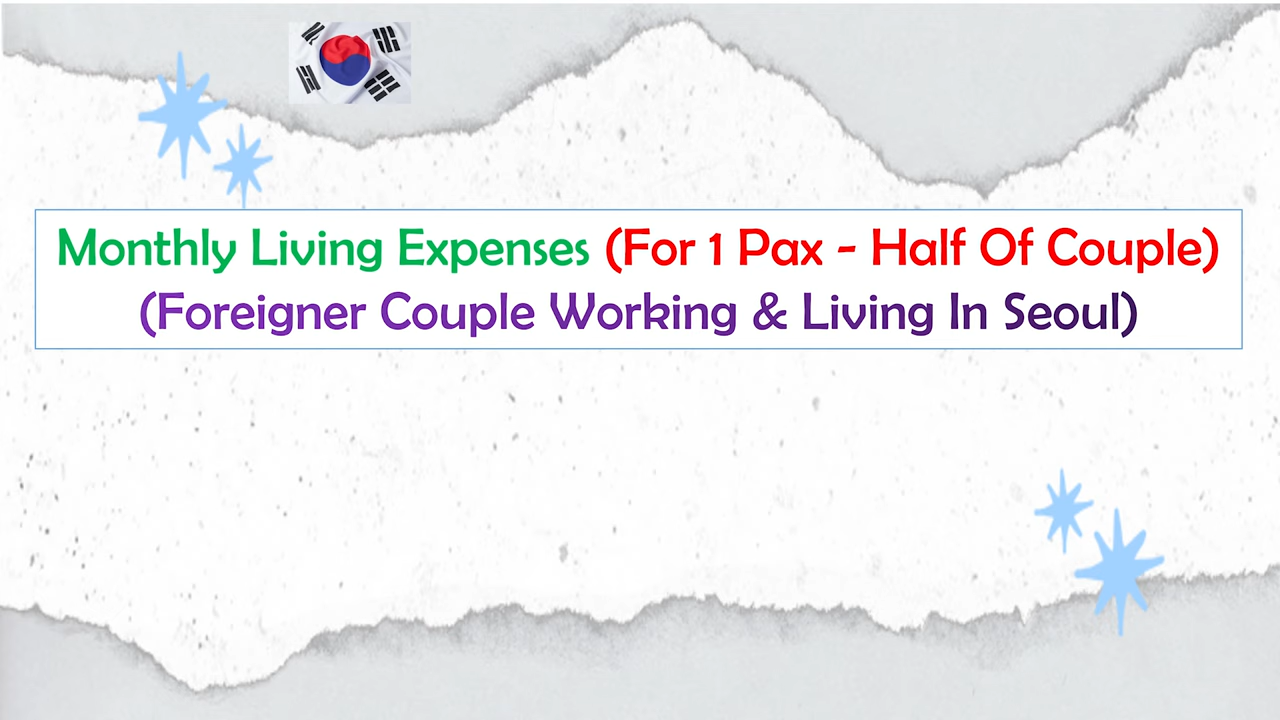 Monthly Living Expenses (For 1 Pax - Half Of Couple)
(Foreigner Couple Working & Living In Seoul)